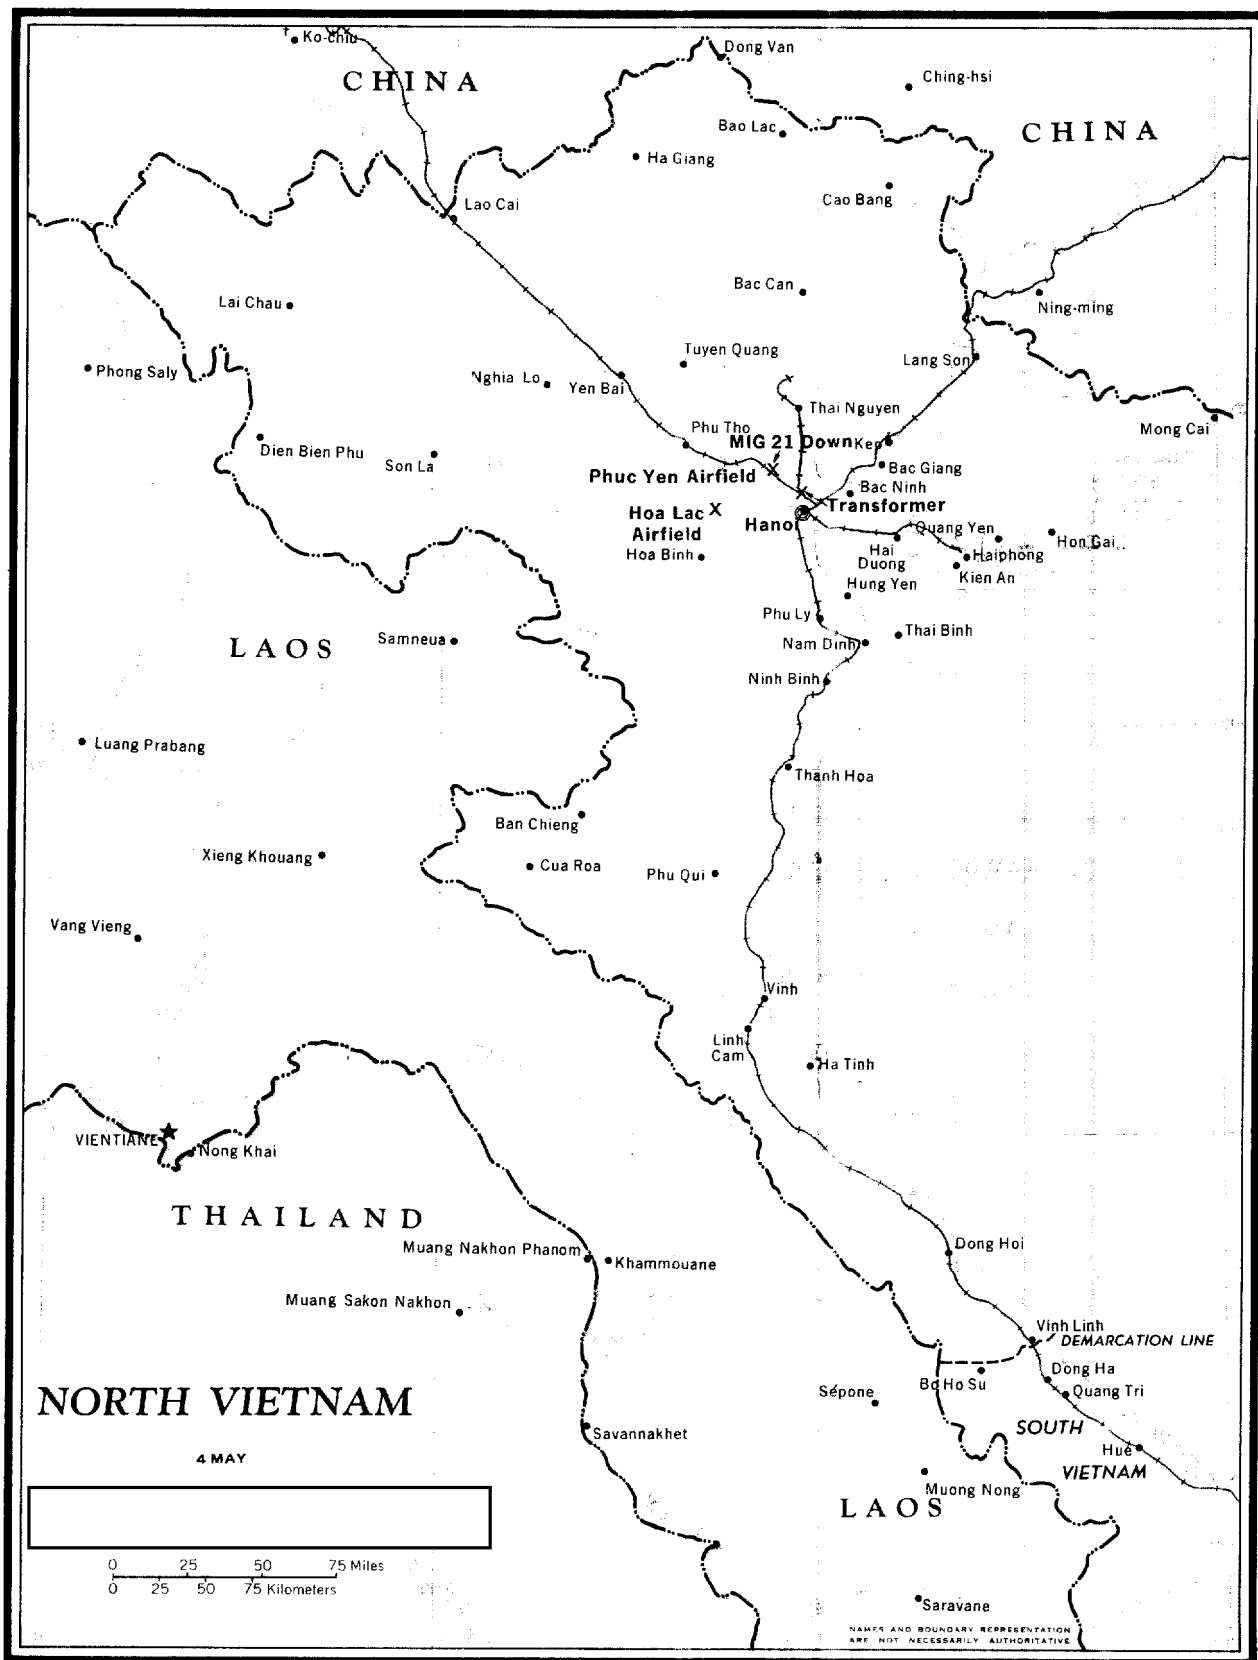 Ko-chiu
CHINA
Dong Van
Ching-hsi
Bao Lac
CHINA
Ha Giang
Cao Bang
Lao Cai
Bac Can
Lai Chau
Ning-ming
Tuyen Quang
Lang Son
Phong Saly
Nghia Lo
Yen Bai
Thai Nguyen
Mong Cai
Phu Tho
MIG 21 Down
Kep
Dien Bien Phu
Son La
Bac Giang
Phuc Yen Airfield
Bac Ninh
Transformer
Hoa Lac
Airfield
Hanoi
Quang Yen
Hon Gai
Hoa Binh
Hai
Duong
Haiphong
Kien An
Hung Yen
Phu Ly
Thai Binh
Nam Dinh
LAOS
Samneua
Ninh Binh
Luang Prabang
Thanh Hoa
Ban Chieng
Xieng Khouang
Cua Roa
Phu Qui
Vang Vieng
Vinh
Linh
Cam
Ha Tinh
VIENTIANE
Nong Khai
THAILAND
Dong Hoi
Muang Nakhon Phanom
Khammouane
Muang Sakon Nakhon
Vinh Linh
DEMARCATION LINE
Dong Ha
Bo Ho Su
Quang Tri
Sépone
NORTH VIETNAM
SOUTH
VIETNAM
Savannakhet
Hué
4 MAY
Muong Nong
LAOS
0 25 50 75 Miles
0 25 50 75 Kilometers
Saravane
NAMES AND BOUNDARY REPRESENTATION
ARE NOT NECESSARILY AUTHORITATIVE